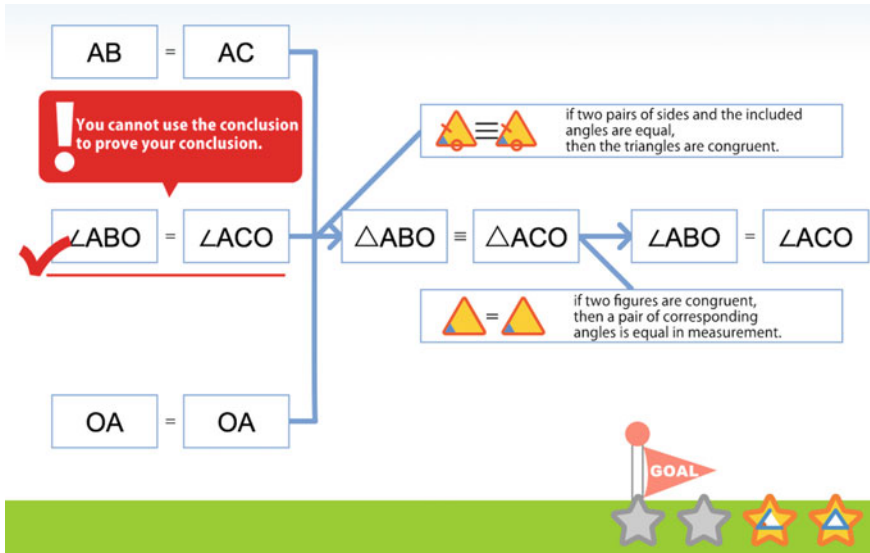 AB = AC
You cannot use the conclusion
to prove your conclusion.
if two pairs of sides and the included
angles are equal,
then the triangles are congruent.
∠ABO = ∠ACO
△ABO ≡ △ACO
∠ABO = ∠ACO
if two figures are congruent,
then a pair of corresponding
angles is equal in measurement.
OA = OA
GOAL